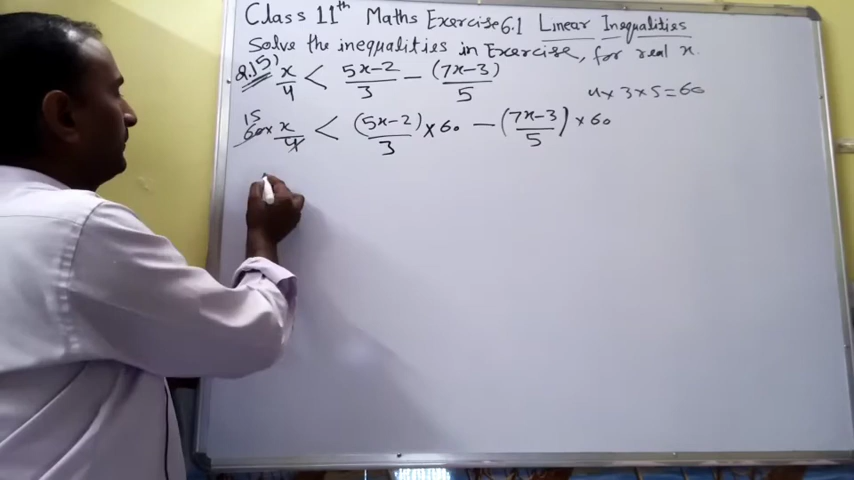 Class 11th Maths Exercise 6.1 Linear Inequalities
Solve the inequalities in Exercise, for real x.
Q.15) x/4 < (5x-2)/3 - (7x-3)/5
4 x 3 x 5 = 60
15
60 x x/4 < (5x-2)/3 x 60 - (7x-3)/5 x 60